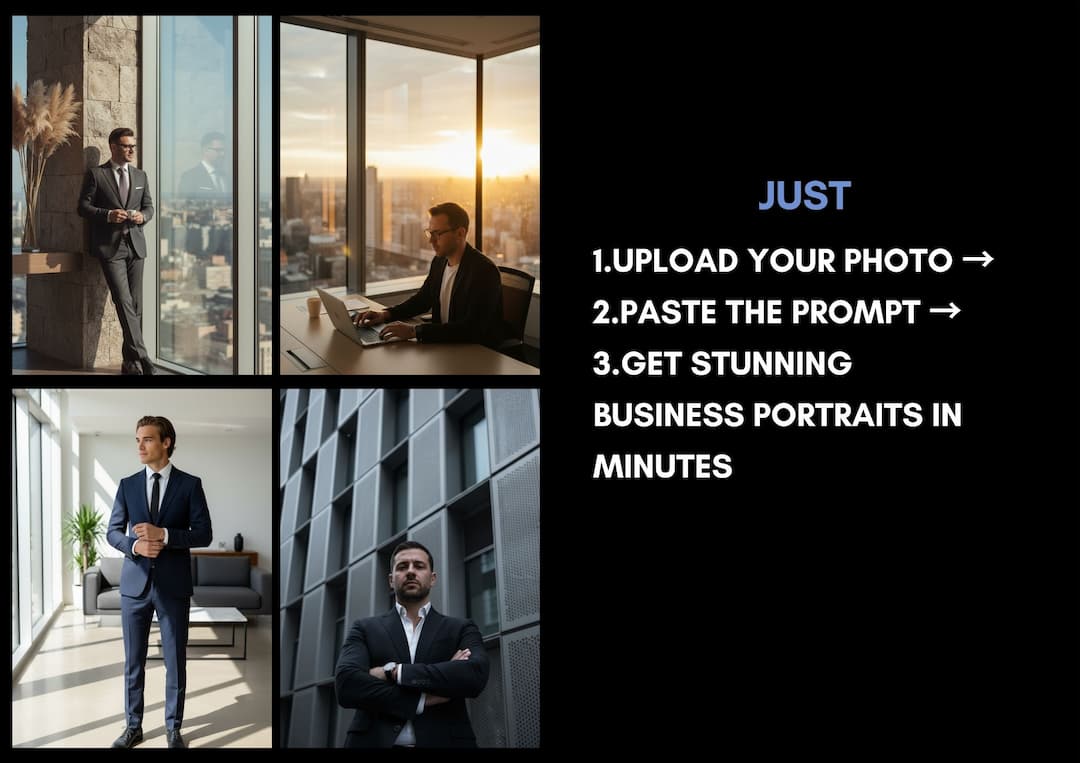 JUST
1.UPLOAD YOUR PHOTO →
2.PASTE THE PROMPT →
3.GET STUNNING
BUSINESS PORTRAITS IN
MINUTES